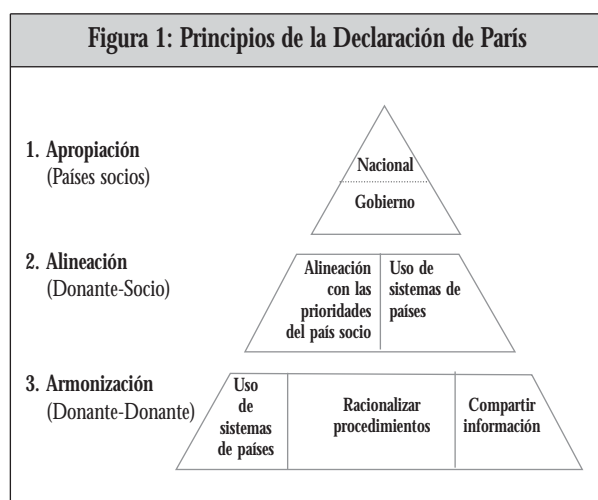 Figura 1: Principios de la Declaración de París
1. Apropiación
(Países socios)
Nacional
Gobierno
2. Alineación
(Donante-Socio)
Alineación
con las
prioridades
del país socio
Uso de
sistemas de
países
3. Armonización
(Donante-Donante)
Uso
de
sistemas
de países
Racionalizar
procedimientos
Compartir
información